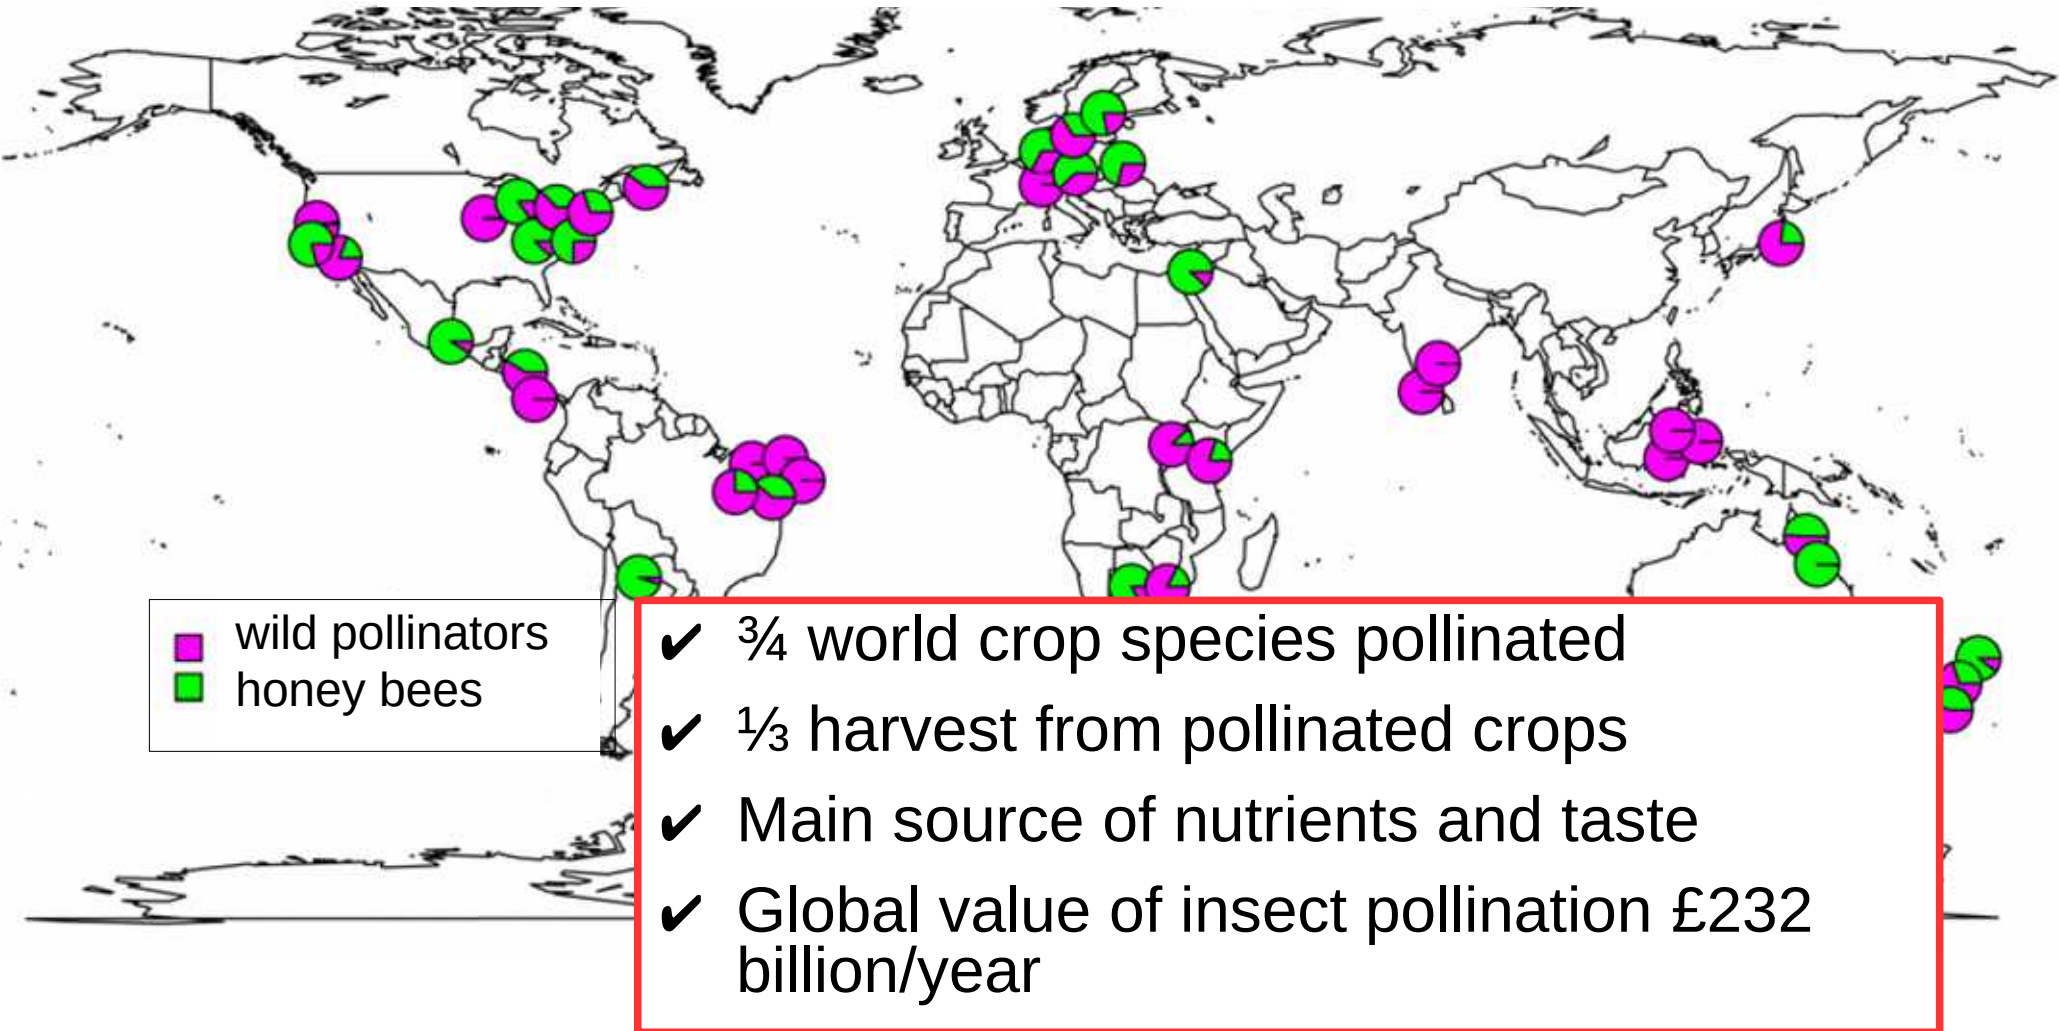 wild pollinators
honey bees
✔ ¾ world crop species pollinated
✔ ⅓ harvest from pollinated crops
✔ Main source of nutrients and taste
✔ Global value of insect pollination £232
billion/year